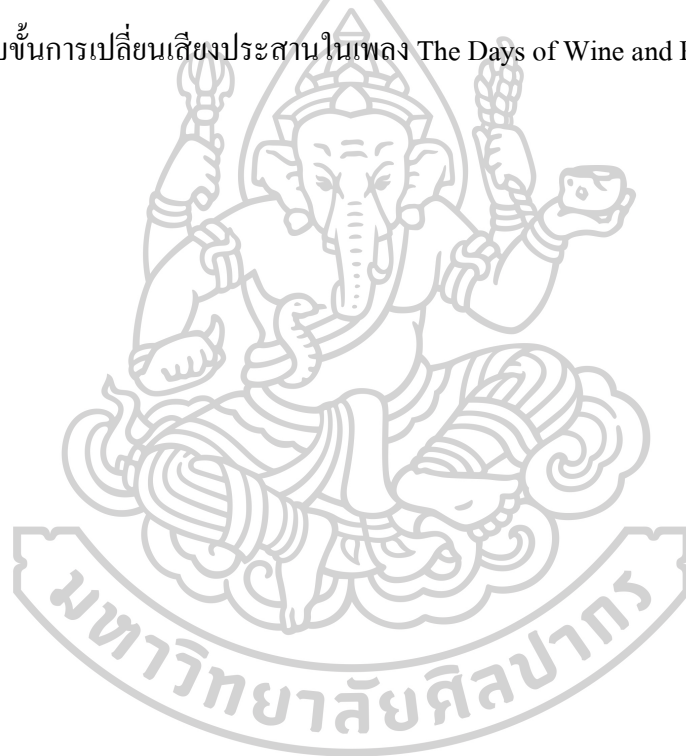 ขั้นการเปลี่ยนเสียงประสานในเพลง The Days of Wine and
มหาวิทยาลัยศิลปากร